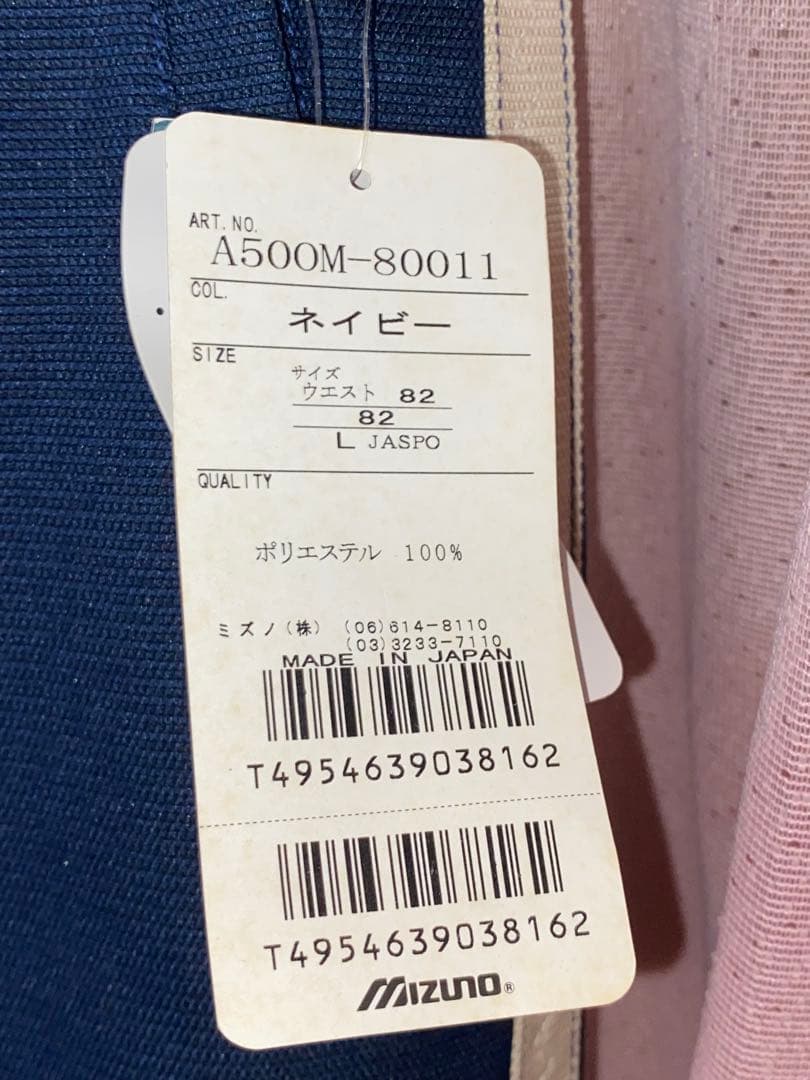 ART. NO.
A500M-80011
COL.
ネイビー
SIZE
サイズ
ウエスト 82
82
L JASPO
QUALITY
ポリエステル 100%
ミズノ(株) (06)614-8110
(03)3233-7110
MADE IN JAPAN
T4954639038162
T4954639038162
MIZUNO®